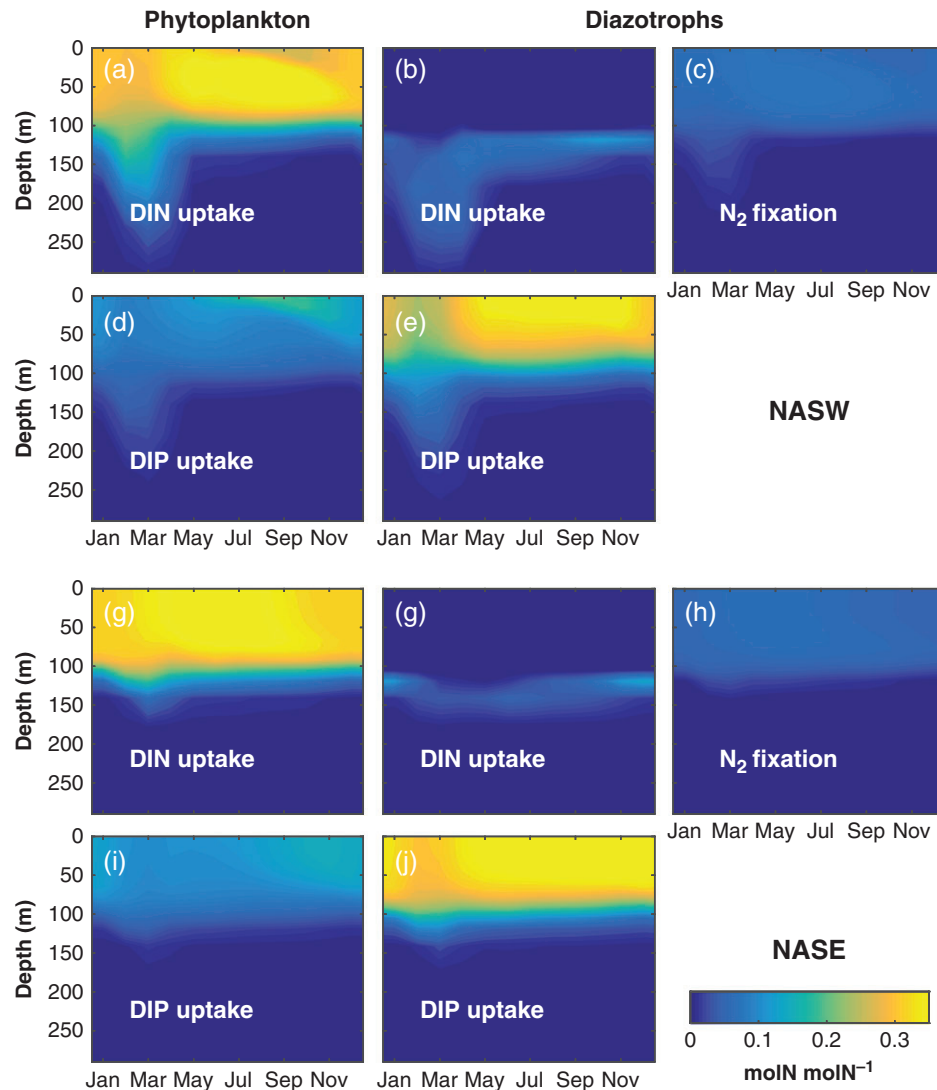 Phytoplankton Diazotrophs
(a) (b) (c)
0
50
100
150
200
250
Depth (m)
DIN uptake DIN uptake N₂ fixation
Jan Mar May Jul Sep Nov
(d) (e)
0
50
100
150
200
250
Depth (m)
DIP uptake DIP uptake
NASW
Jan Mar May Jul Sep Nov Jan Mar May Jul Sep Nov
(g) (g) (h)
0
50
100
150
200
250
Depth (m)
DIN uptake DIN uptake N₂ fixation
Jan Mar May Jul Sep Nov
(i) (j)
0
50
100
150
200
250
Depth (m)
DIP uptake DIP uptake
NASE
0 0.1 0.2 0.3
molN molN⁻¹
Jan Mar May Jul Sep Nov Jan Mar May Jul Sep Nov